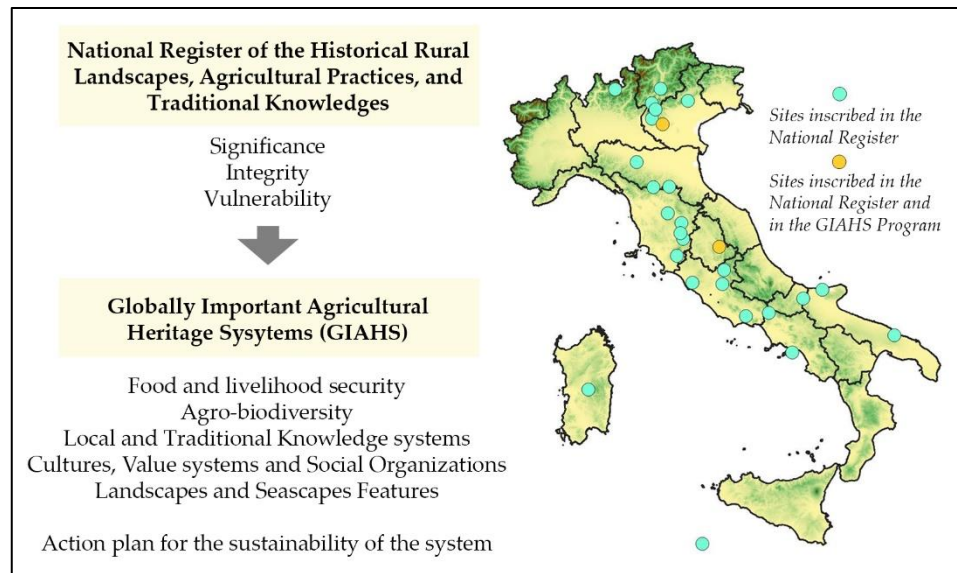 National Register of the Historical Rural
Landscapes, Agricultural Practices, and
Traditional Knowledges
Significance
Integrity
Vulnerability
Globally Important Agricultural
Heritage Sysytems (GIAHS)
Food and livelihood security
Agro-biodiversity
Local and Traditional Knowledge systems
Cultures, Value systems and Social Organizations
Landscapes and Seascapes Features
Action plan for the sustainability of the system
Sites inscribed in the
National Register
Sites inscribed in the
National Register and
in the GIAHS Program